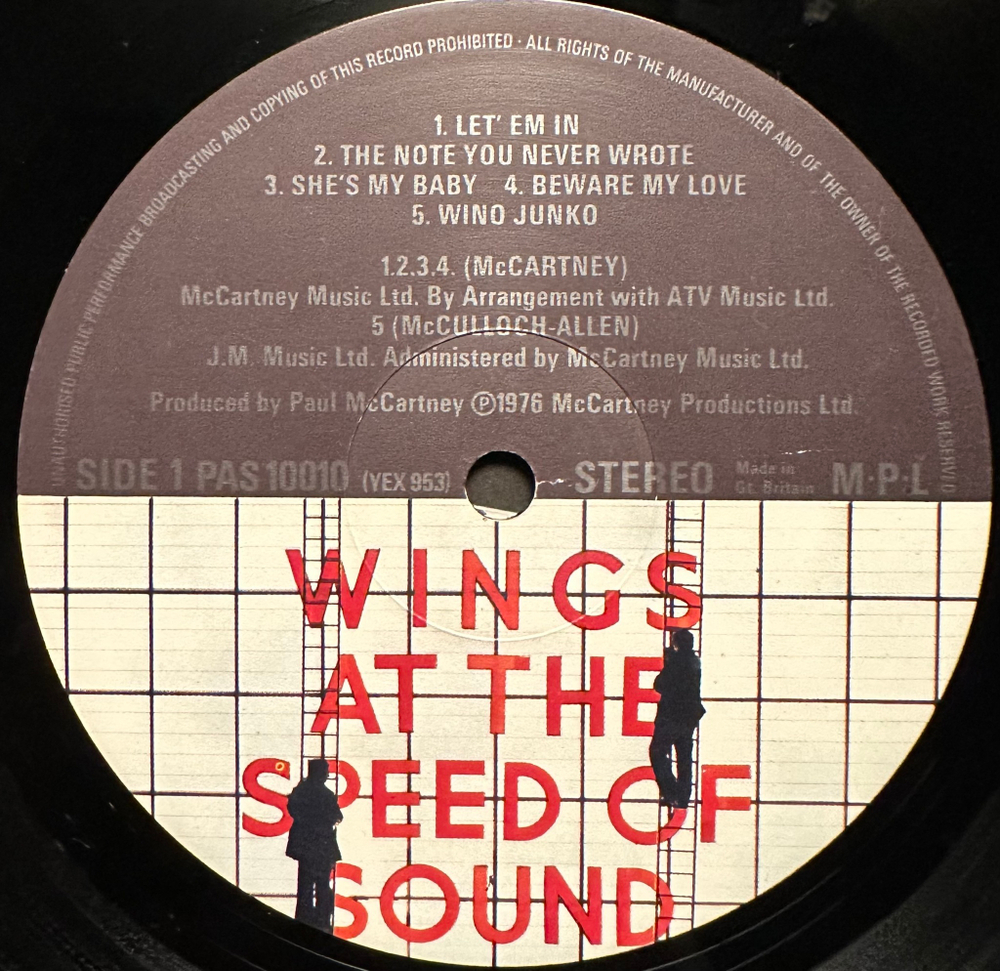 UNAUTHORISED PUBLIC PERFORMANCE BROADCASTING AND COPYING OF THIS RECORD PROHIBITED · ALL RIGHTS OF THE MANUFACTURER AND OF THE OWNER OF THE RECORDED WORK RESERVED
1. LET' EM IN
2. THE NOTE YOU NEVER WROTE
3. SHE'S MY BABY 4. BEWARE MY LOVE
5. WINO JUNKO
1.2.3.4. (McCARTNEY)
McCartney Music Ltd. By Arrangement with ATV Music Ltd.
5 (McCULLOCH-ALLEN)
J.M. Music Ltd. Administered by McCartney Music Ltd.
Produced by Paul McCartney ℗1976 McCartney Productions Ltd.
SIDE 1 PAS 10010 (YEX 953) STEREO Made in Gt. Britain M·P·L
WINGS
AT THE
SPEED OF
SOUND